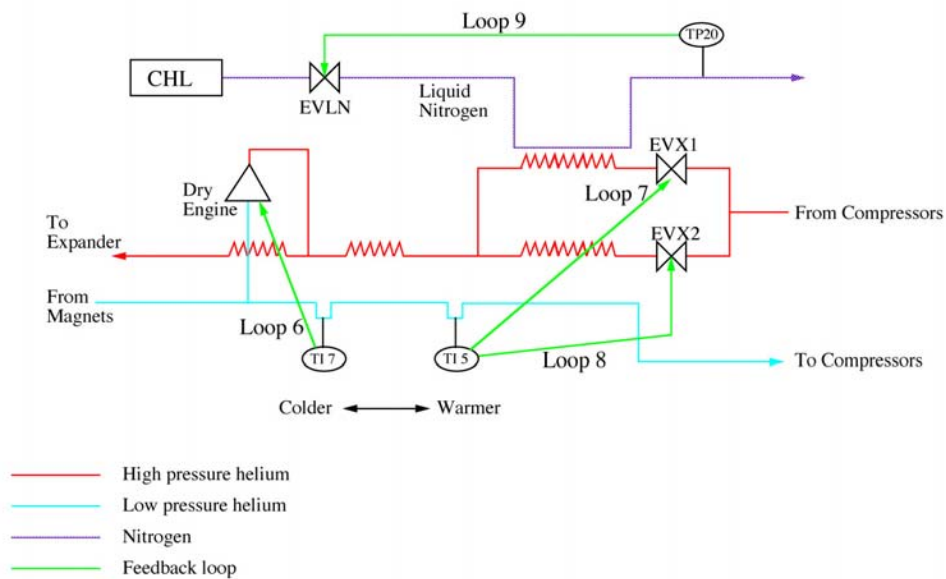 Loop 9
TP20
CHL
EVLN
Liquid
Nitrogen
EVX1
Dry
Engine
Loop 7
From Compressors
To
Expander
EVX2
From
Magnets
Loop 6
TI 7
TI 5
Loop 8
To Compressors
Colder
Warmer
High pressure helium
Low pressure helium
Nitrogen
Feedback loop